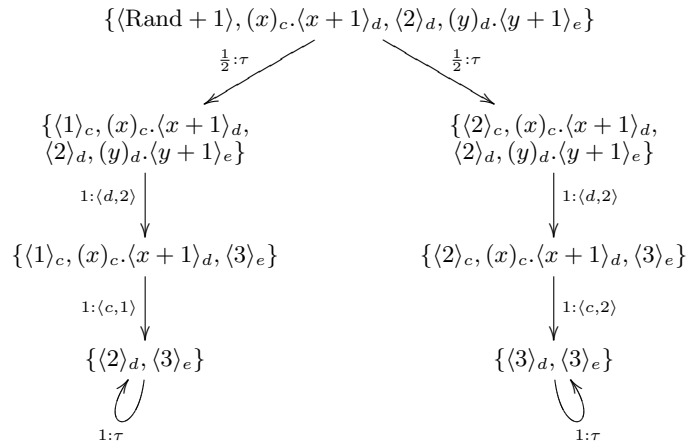 {⟨Rand + 1⟩, (x)_c.⟨x + 1⟩_d, ⟨2⟩_d, (y)_d.⟨y + 1⟩_e}
1/2:τ 1/2:τ
{⟨1⟩_c, (x)_c.⟨x + 1⟩_d, {⟨2⟩_c, (x)_c.⟨x + 1⟩_d,
⟨2⟩_d, (y)_d.⟨y + 1⟩_e} ⟨2⟩_d, (y)_d.⟨y + 1⟩_e}
1:⟨d,2⟩ 1:⟨d,2⟩
{⟨1⟩_c, (x)_c.⟨x + 1⟩_d, ⟨3⟩_e} {⟨2⟩_c, (x)_c.⟨x + 1⟩_d, ⟨3⟩_e}
1:⟨c,1⟩ 1:⟨c,2⟩
{⟨2⟩_d, ⟨3⟩_e} {⟨3⟩_d, ⟨3⟩_e}
1:τ 1:τ